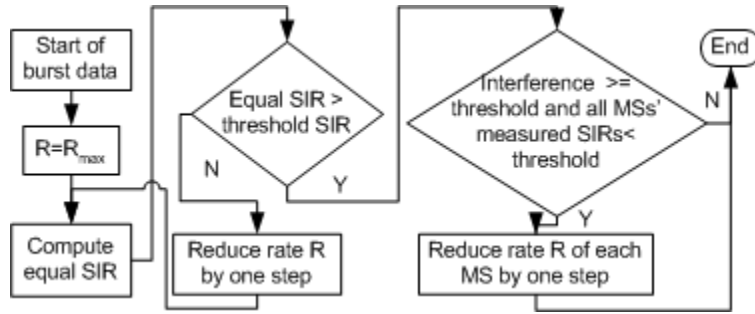 Start of
burst data
R=Rmax
Compute
equal SIR
Equal SIR >
threshold SIR
N
Y
Reduce rate R
by one step
Interference >=
threshold and all MSs'
measured SIRs<
threshold
N
Y
Reduce rate R of each
MS by one step
End